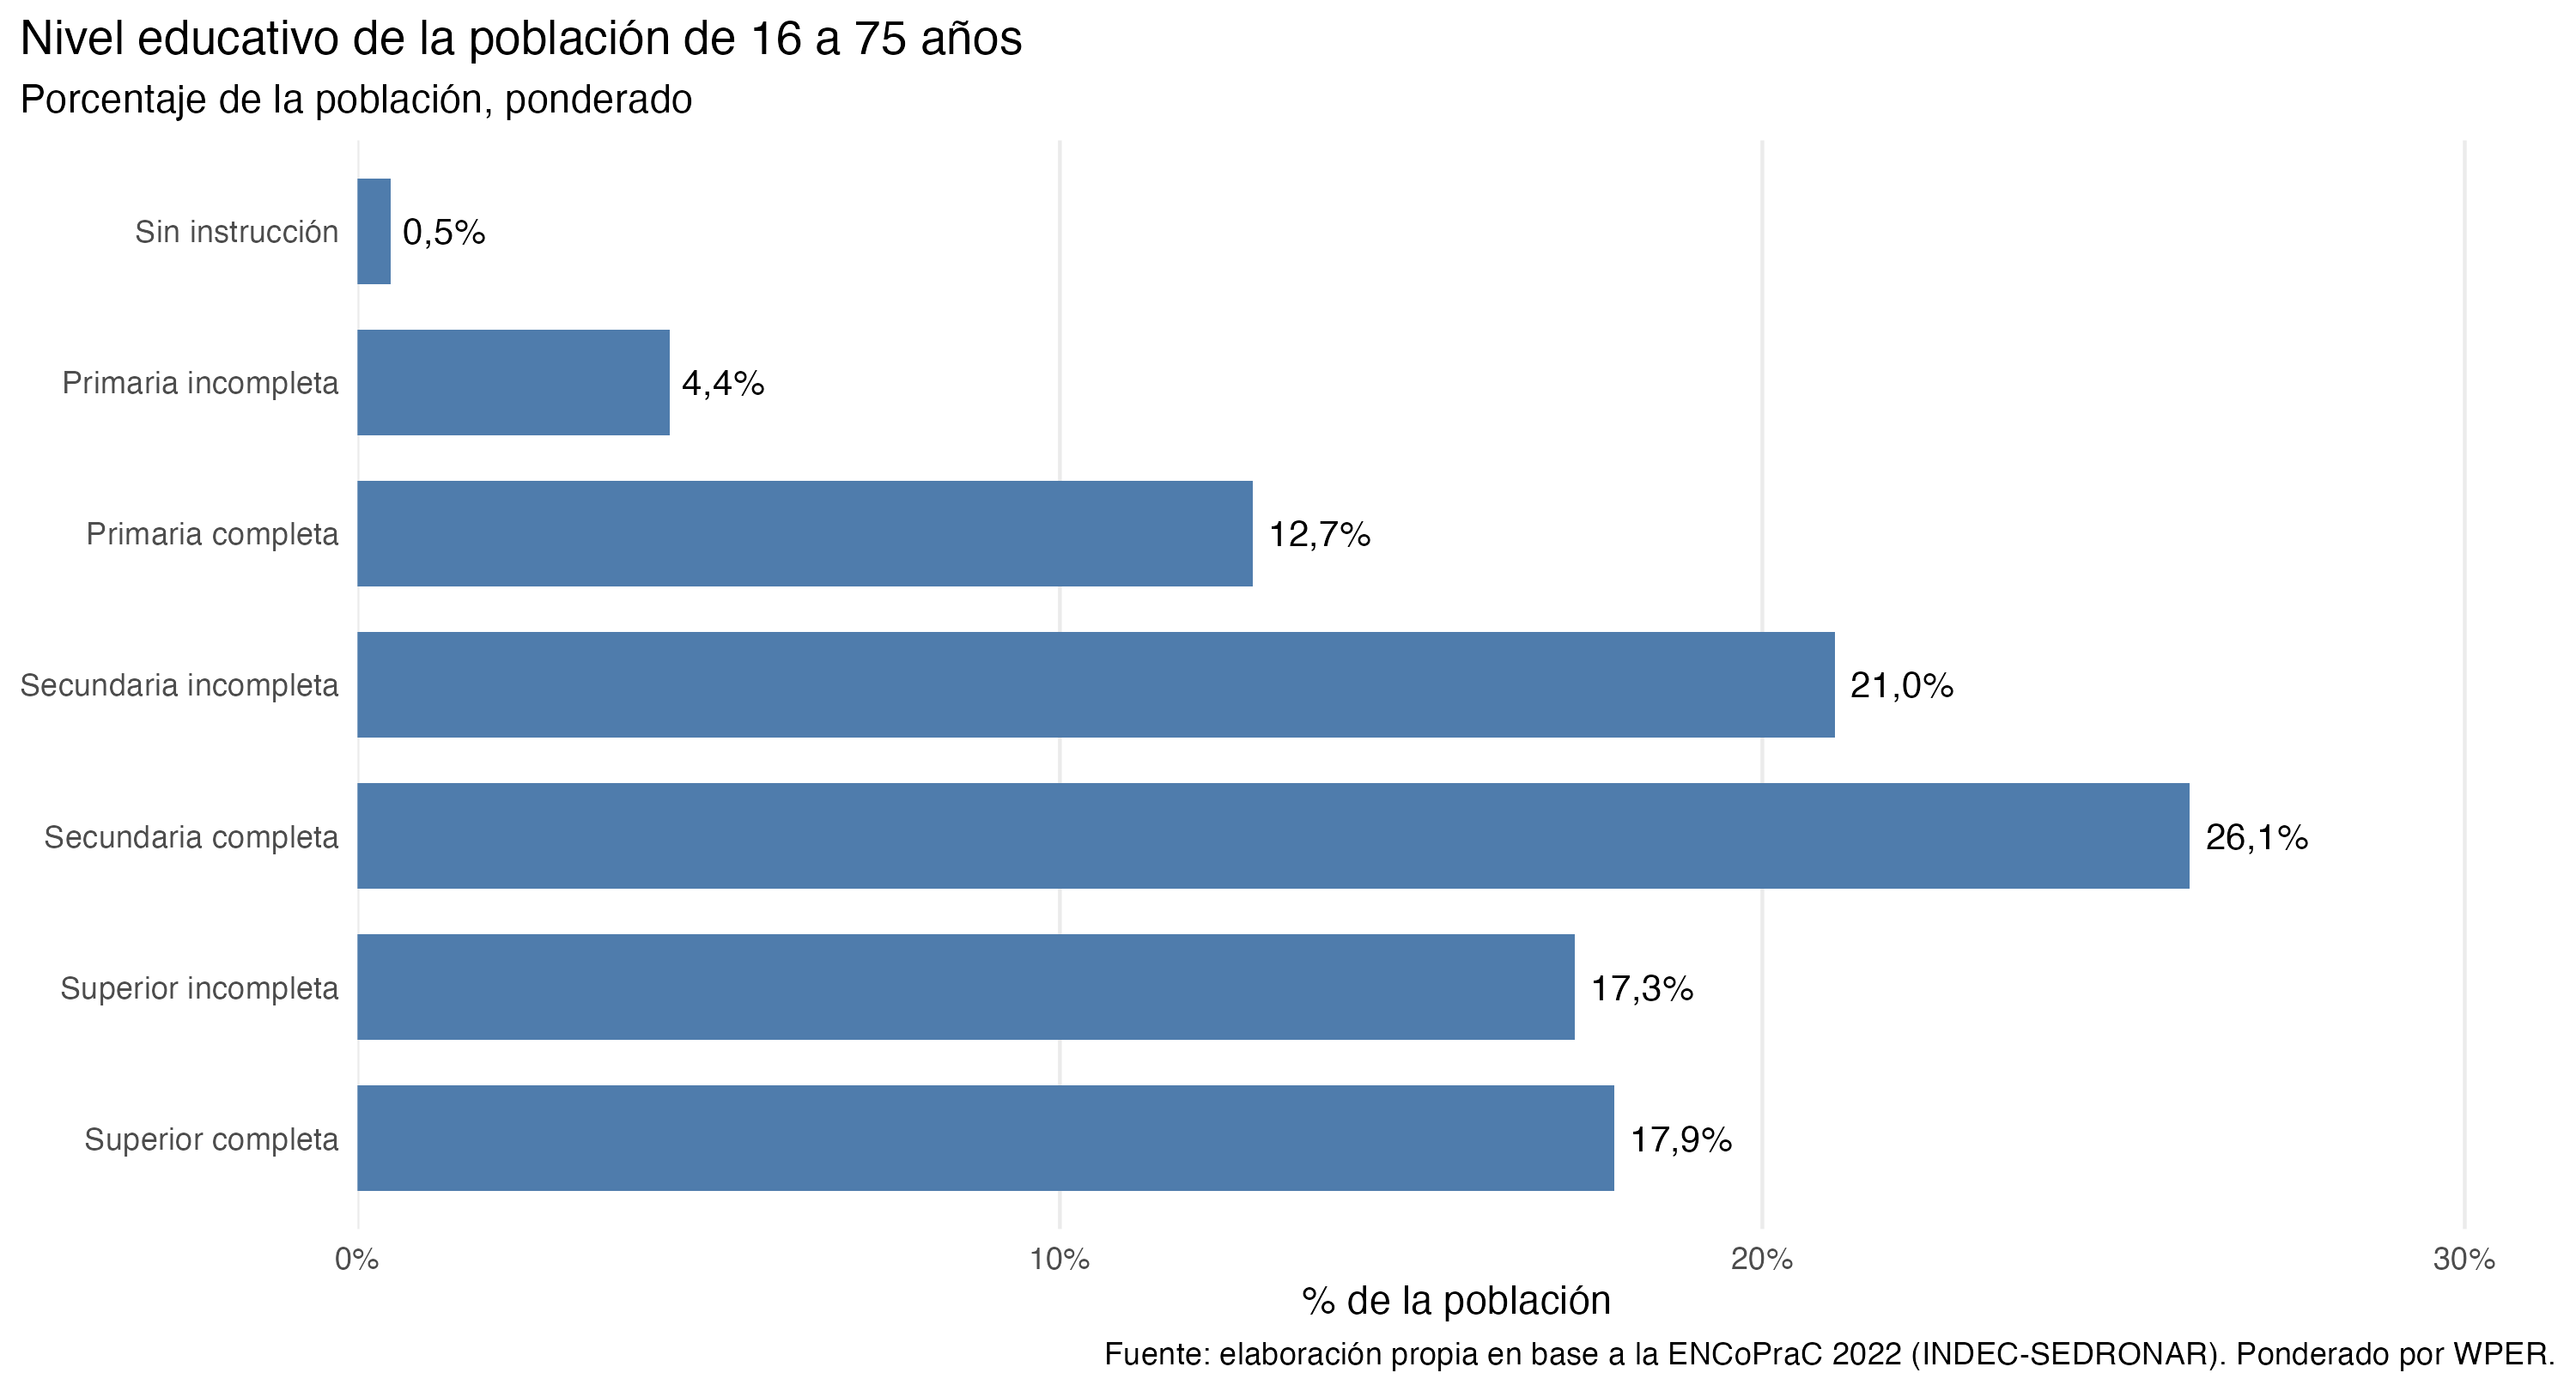 Nivel educativo de la población de 16 a 75 años
Porcentaje de la población, ponderado
Sin instrucción 0,5%
Primaria incompleta 4,4%
Primaria completa 12,7%
Secundaria incompleta 21,0%
Secundaria completa 26,1%
Superior incompleta 17,3%
Superior completa 17,9%
0% 10% 20% 30%
% de la población
Fuente: elaboración propia en base a la ENCoPraC 2022 (INDEC-SEDRONAR). Ponderado por WPER.